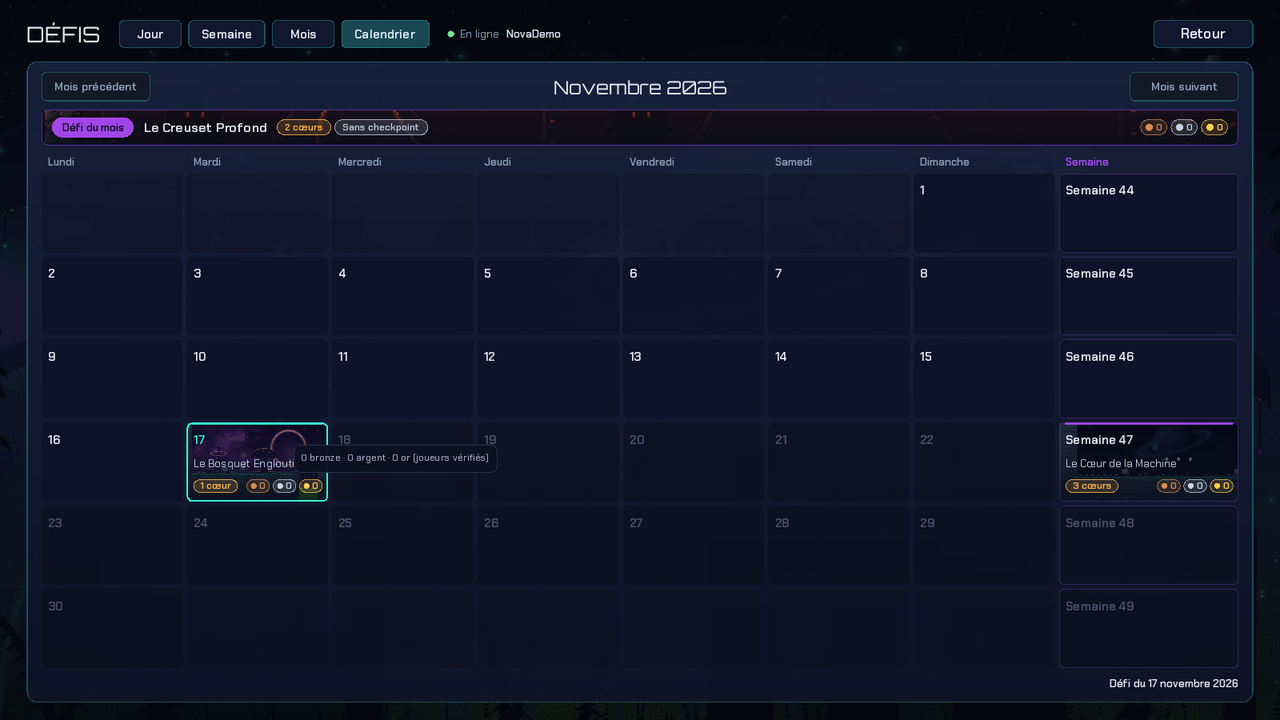 DÉFIS
Jour
Semaine
Mois
Calendrier
En ligne · NovaDemo
Retour
Mois précédent
Novembre 2026
Mois suivant
Défi du mois
Le Creuset Profond
2 cœurs
Sans checkpoint
0
0
0
Lundi
Mardi
Mercredi
Jeudi
Vendredi
Samedi
Dimanche
Semaine
1
Semaine 44
2
3
4
5
6
7
8
Semaine 45
9
10
11
12
13
14
15
Semaine 46
16
17
18
19
20
21
22
Semaine 47
Le Bosquet Englouti
0 bronze · 0 argent · 0 or (joueurs vérifiés)
Le Cœur de la Machine
1 cœur
0
0
0
3 cœurs
0
0
0
23
24
25
26
27
28
29
Semaine 48
30
Semaine 49
Défi du 17 novembre 2026